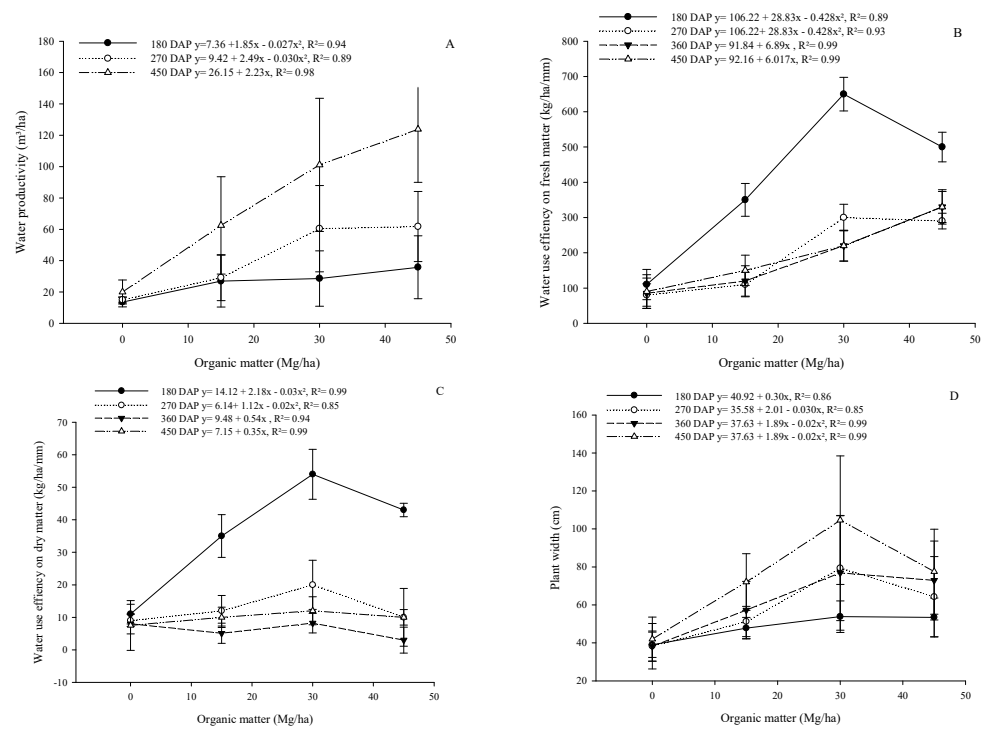 A
180 DAP y=7.36 +1.85x - 0.027x², R²= 0.94
270 DAP y= 9.42 + 2.49x - 0.030x², R²= 0.89
450 DAP y= 26.15 + 2.23x, R²= 0.98
Water productivity (m³/ha)
180
160
140
120
100
80
60
40
20
0
0 10 20 30 40 50
Organic matter (Mg/ha)
B
180 DAP y= 106.22 + 28.83x - 0.428x², R²= 0.89
270 DAP y= 106.22+ 28.83x - 0.428x², R²= 0.93
360 DAP y= 91.84 + 6.89x , R²= 0.99
450 DAP y= 92.16 + 6.017x, R²= 0.99
Water use effiency on fresh matter (kg/ha/mm)
800
700
600
500
400
300
200
100
0
0 10 20 30 40 50
Organic matter (Mg/ha)
C
180 DAP y= 14.12 + 2.18x - 0.03x², R²= 0.99
270 DAP y= 6.14+ 1.12x - 0.02x², R²= 0.85
360 DAP y= 9.48 + 0.54x , R²= 0.94
450 DAP y= 7.15 + 0.35x, R²= 0.99
Water use effiency on dry matter (kg/ha/mm)
70
60
50
40
30
20
10
0
-10
0 10 20 30 40 50
Organic matter (Mg/ha)
D
180 DAP y= 40.92 + 0.30x, R²= 0.86
270 DAP y= 35.58 + 2.01 - 0.030x², R²= 0.85
360 DAP y= 37.63 + 1.89x - 0.02x², R²= 0.99
450 DAP y= 37.63 + 1.89x - 0.02x², R²= 0.99
Plant width (cm)
160
140
120
100
80
60
40
20
0 10 20 30 40 50
Organic matter (Mg/ha)